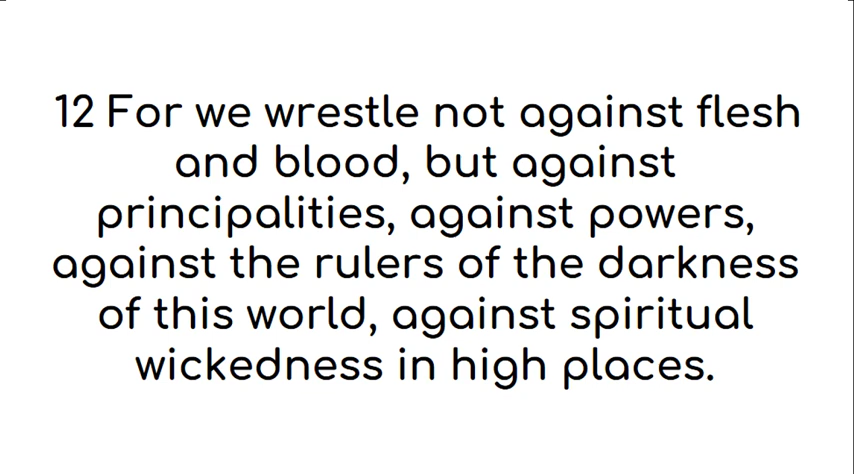 12 For we wrestle not against flesh
and blood, but against
principalities, against powers,
against the rulers of the darkness
of this world, against spiritual
wickedness in high places.